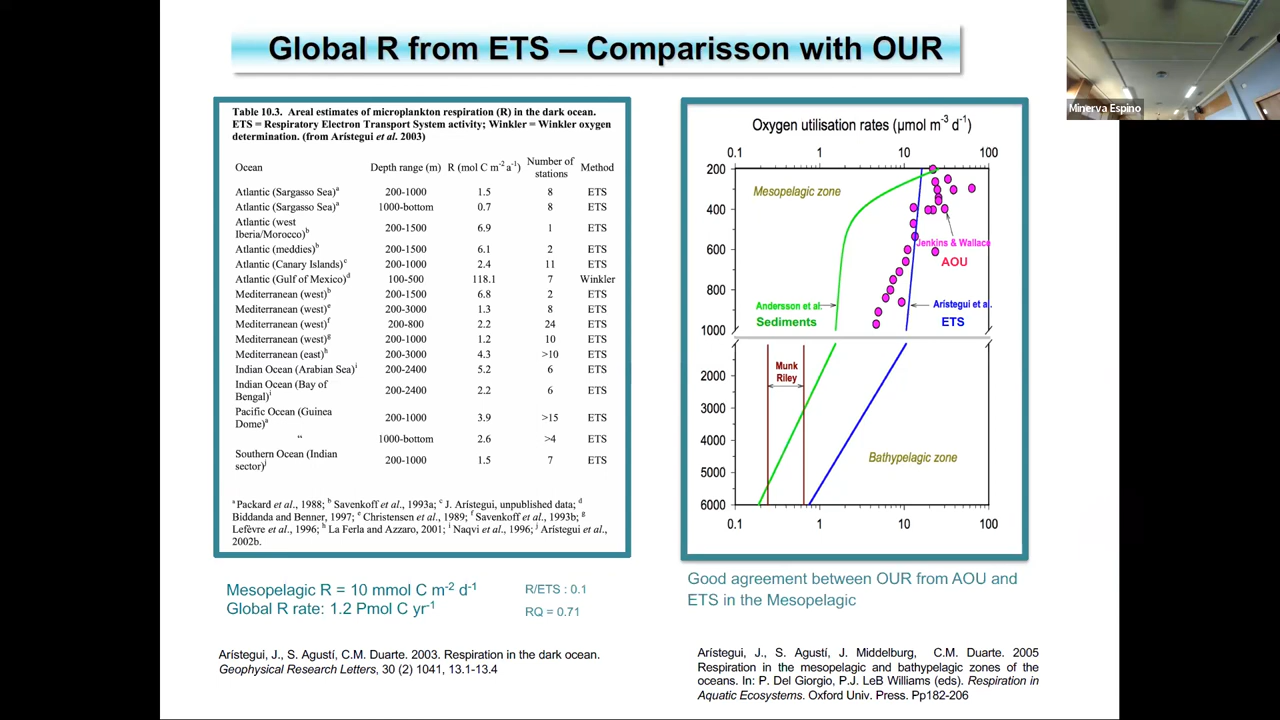 Global R from ETS – Comparisson with OUR
Minerva Espino
Table 10.3. Areal estimates of microplankton respiration (R) in the dark ocean.
ETS = Respiratory Electron Transport System activity; Winkler = Winkler oxygen
determination. (from Arístegui et al. 2003)
Ocean Depth range (m) R (mol C m⁻² a⁻¹) Number of stations Method
Atlantic (Sargasso Sea)ᵃ 200-1000 1.5 8 ETS
Atlantic (Sargasso Sea)ᵃ 1000-bottom 0.7 8 ETS
Atlantic (west
Iberia/Morocco)ᵇ 200-1500 6.9 1 ETS
Atlantic (meddies)ᵇ 200-1500 6.1 2 ETS
Atlantic (Canary Islands)ᶜ 200-1000 2.4 11 ETS
Atlantic (Gulf of Mexico)ᵈ 100-500 118.1 7 Winkler
Mediterranean (west)ᵇ 200-1500 6.8 2 ETS
Mediterranean (west)ᵉ 200-3000 1.3 8 ETS
Mediterranean (west)ᶠ 200-800 2.2 24 ETS
Mediterranean (west)ᵍ 200-1000 1.2 10 ETS
Mediterranean (east)ʰ 200-3000 4.3 >10 ETS
Indian Ocean (Arabian Sea)ⁱ 200-2400 5.2 6 ETS
Indian Ocean (Bay of
Bengal)ⁱ 200-2400 2.2 6 ETS
Pacific Ocean (Guinea
Dome)ᵃ 200-1000 3.9 >15 ETS
“ 1000-bottom 2.6 >4 ETS
Southern Ocean (Indian
sector)ʲ 200-1000 1.5 7 ETS
ᵃ Packard et al., 1988; ᵇ Savenkoff et al., 1993a; ᶜ J. Arístegui, unpublished data; ᵈ
Biddanda and Benner, 1997; ᵉ Christensen et al., 1989; ᶠ Savenkoff et al., 1993b; ᵍ
Lefèvre et al., 1996; ʰ La Ferla and Azzaro, 2001; ⁱ Naqvi et al., 1996; ʲ Arístegui et al.,
2002b.
Mesopelagic R = 10 mmol C m⁻² d⁻¹
Global R rate: 1.2 Pmol C yr⁻¹
R/ETS : 0.1
RQ = 0.71
Arístegui, J., S. Agustí, C.M. Duarte. 2003. Respiration in the dark ocean.
Geophysical Research Letters, 30 (2) 1041, 13.1-13.4
Oxygen utilisation rates (µmol m⁻³ d⁻¹)
0.1 1 10 100
200
Mesopelagic zone
400
Jenkins & Wallace
600
AOU
800
Andersson et al.
Sediments
Arístegui et al.
ETS
1000
Munk
Riley
2000
3000
4000
Bathypelagic zone
5000
6000
0.1 1 10 100
Good agreement between OUR from AOU and
ETS in the Mesopelagic
Arístegui, J., S. Agustí, J. Middelburg, C.M. Duarte. 2005
Respiration in the mesopelagic and bathypelagic zones of the
oceans. In: P. Del Giorgio, P.J. LeB Williams (eds). Respiration in
Aquatic Ecosystems. Oxford Univ. Press. Pp182-206